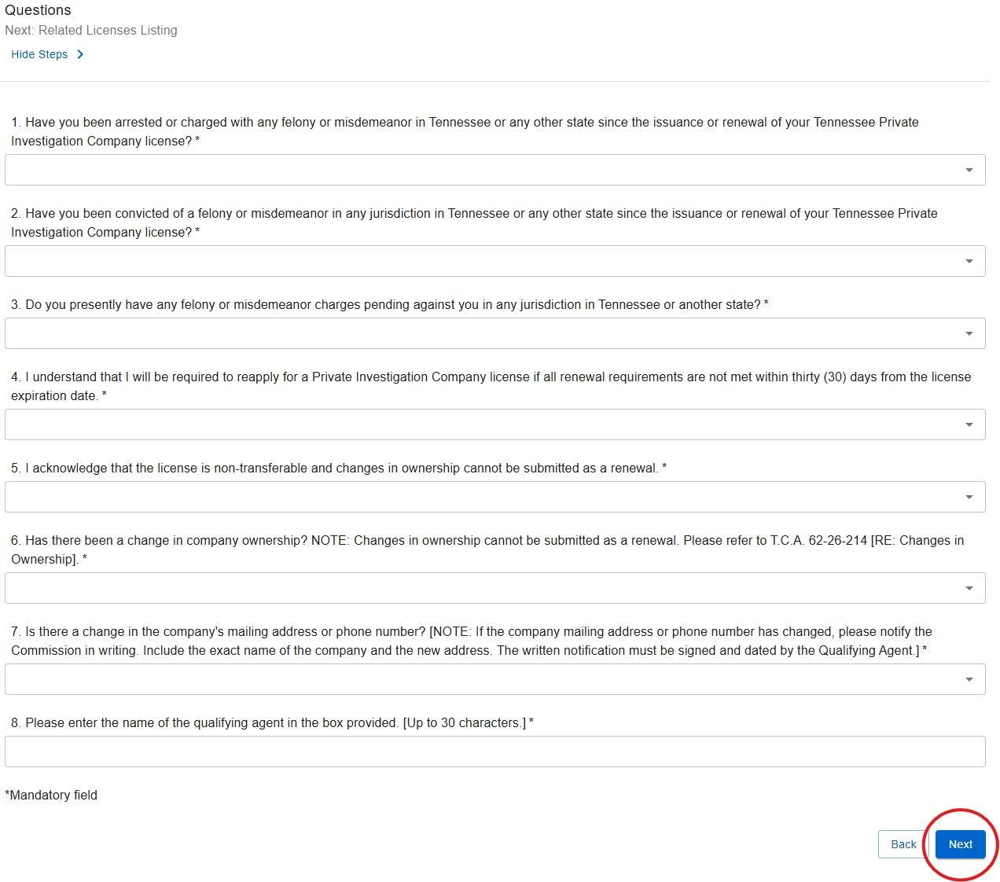 Questions
Next: Related Licenses Listing
Hide Steps
1. Have you been arrested or charged with any felony or misdemeanor in Tennessee or any other state since the issuance or renewal of your Tennessee Private
Investigation Company license? *
2. Have you been convicted of a felony or misdemeanor in any jurisdiction in Tennessee or any other state since the issuance or renewal of your Tennessee Private
Investigation Company license? *
3. Do you presently have any felony or misdemeanor charges pending against you in any jurisdiction in Tennessee or another state? *
4. I understand that I will be required to reapply for a Private Investigation Company license if all renewal requirements are not met within thirty (30) days from the license
expiration date. *
5. I acknowledge that the license is non-transferable and changes in ownership cannot be submitted as a renewal. *
6. Has there been a change in company ownership? NOTE: Changes in ownership cannot be submitted as a renewal. Please refer to T.C.A. 62-26-214 [RE: Changes in
Ownership]. *
7. Is there a change in the company's mailing address or phone number? [NOTE: If the company mailing address or phone number has changed, please notify the
Commission in writing. Include the exact name of the company and the new address. The written notification must be signed and dated by the Qualifying Agent.] *
8. Please enter the name of the qualifying agent in the box provided. [Up to 30 characters.] *
*Mandatory field
Back Next